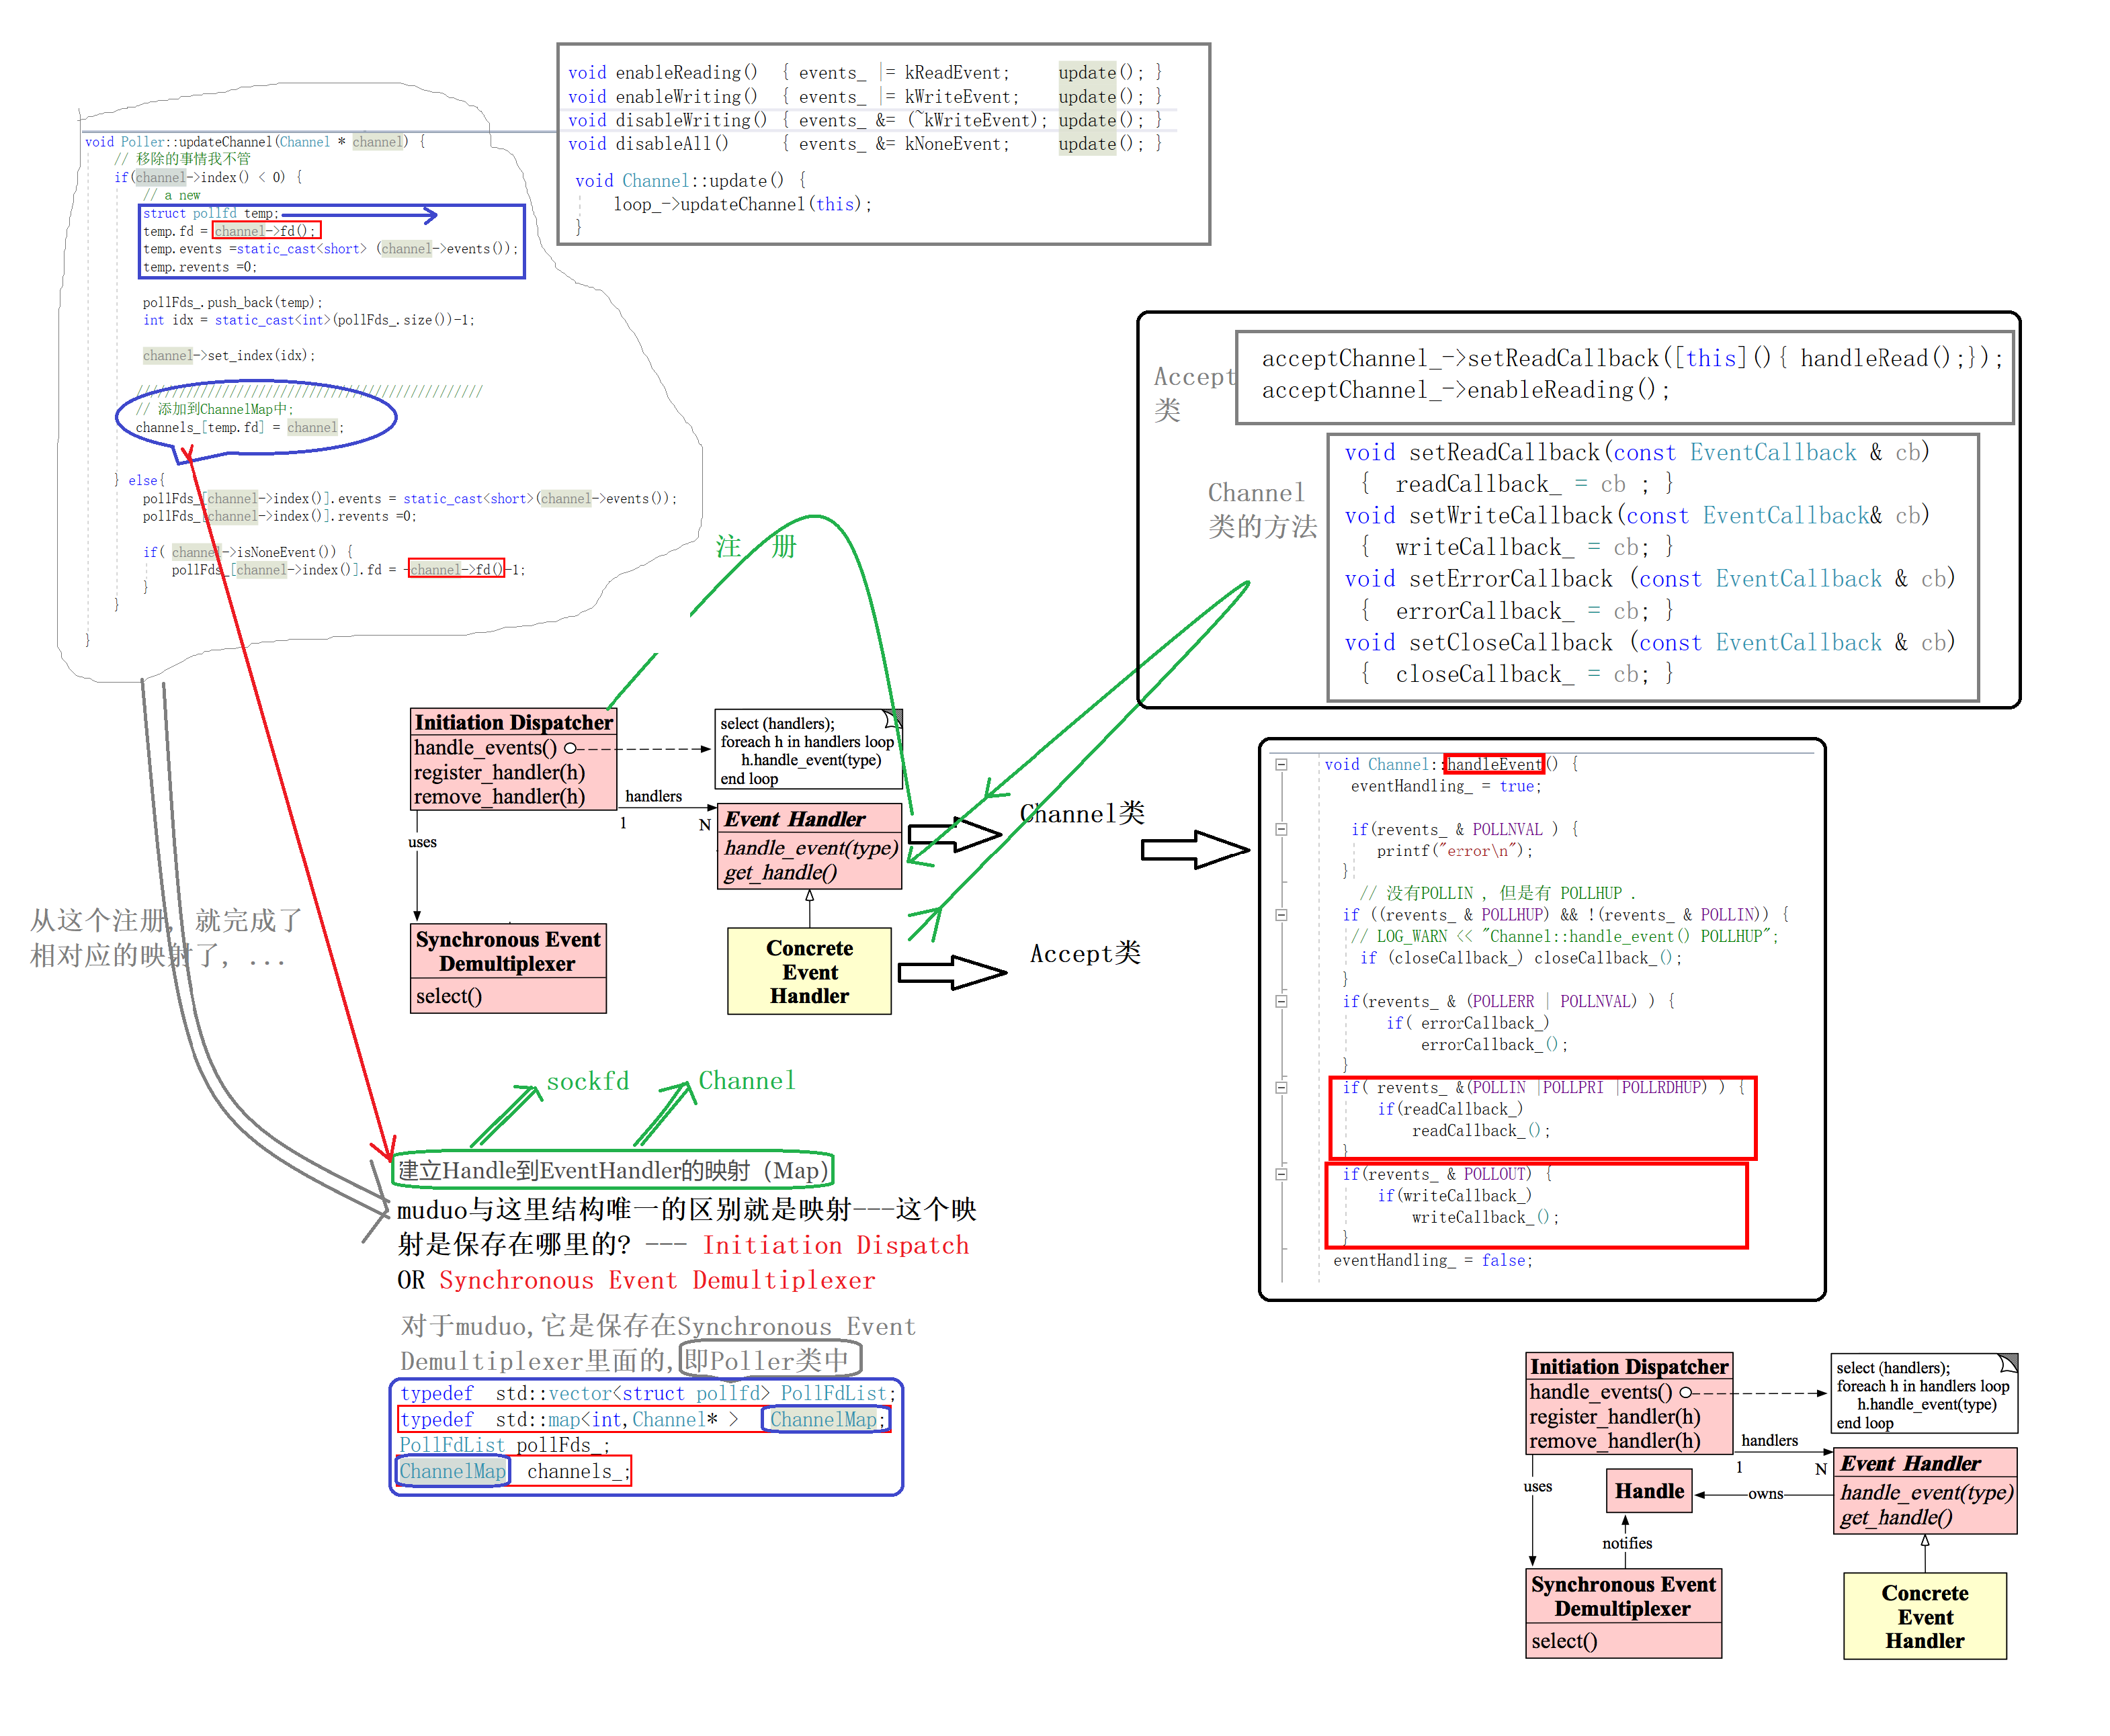 void enableReading()  { events_ |= kReadEvent;     update(); }
void enableWriting()  { events_ |= kWriteEvent;    update(); }
void disableWriting() { events_ &= (~kWriteEvent); update(); }
void disableAll()     { events_ &= kNoneEvent;     update(); }
void Channel::update() {
loop_->updateChannel(this);
}
void Poller::updateChannel(Channel * channel) {
// 移除的事情我不管
if(channel->index() < 0) {
// a new
struct pollfd temp;
temp.fd = channel->fd();
temp.events =static_cast<short> (channel->events());
temp.revents =0;
pollFds_.push_back(temp);
int idx = static_cast<int>(pollFds_.size())-1;
channel->set_index(idx);
////////////////////////////////////////////////
// 添加到ChannelMap中;
channels_[temp.fd] = channel;
} else{
pollFds_[channel->index()].events = static_cast<short>(channel->events());
pollFds_[channel->index()].revents =0;
if( channel->isNoneEvent()) {
pollFds_[channel->index()].fd = -channel->fd()-1;
}
}
}
Accept
类
acceptChannel_->setReadCallback([this](){ handleRead();});
acceptChannel_->enableReading();
Channel
类的方法
void setReadCallback(const EventCallback & cb)
{  readCallback_ = cb ; }
void setWriteCallback(const EventCallback& cb)
{  writeCallback_ = cb; }
void setErrorCallback (const EventCallback & cb)
{  errorCallback_ = cb; }
void setCloseCallback (const EventCallback & cb)
{  closeCallback_ = cb; }
注 册
Initiation Dispatcher
handle_events()
register_handler(h)
remove_handler(h)
select (handlers);
foreach h in handlers loop
h.handle_event(type)
end loop
handlers
1
N
Event Handler
handle_event(type)
get_handle()
uses
Synchronous Event
Demultiplexer
select()
Concrete
Event
Handler
Channel类
Accept类
从这个注册, 就完成了
相对应的映射了, ...
void Channel::handleEvent() {
eventHandling_ = true;
if(revents_ & POLLNVAL ) {
printf("error\n");
}
// 没有POLLIN , 但是有 POLLHUP .
if ((revents_ & POLLHUP) && !(revents_ & POLLIN)) {
// LOG_WARN << "Channel::handle_event() POLLHUP";
if (closeCallback_) closeCallback_();
}
if(revents_ & (POLLERR | POLLNVAL) ) {
if( errorCallback_)
errorCallback_();
}
if( revents_ &(POLLIN |POLLPRI |POLLRDHUP) ) {
if(readCallback_)
readCallback_();
}
if(revents_ & POLLOUT) {
if(writeCallback_)
writeCallback_();
}
eventHandling_ = false;
sockfd
Channel
建立Handle到EventHandler的映射（Map）
muduo与这里结构唯一的区别就是映射---这个映
射是保存在哪里的? --- Initiation Dispatch
OR Synchronous Event Demultiplexer
对于muduo,它是保存在Synchronous Event
Demultiplexer里面的,即Poller类中
typedef  std::vector<struct pollfd> PollFdList;
typedef  std::map<int,Channel* >  ChannelMap;
PollFdList pollFds_;
ChannelMap  channels_;
Initiation Dispatcher
handle_events()
register_handler(h)
remove_handler(h)
select (handlers);
foreach h in handlers loop
h.handle_event(type)
end loop
handlers
1
N
Event Handler
handle_event(type)
get_handle()
uses
Handle
owns
notifies
Synchronous Event
Demultiplexer
select()
Concrete
Event
Handler